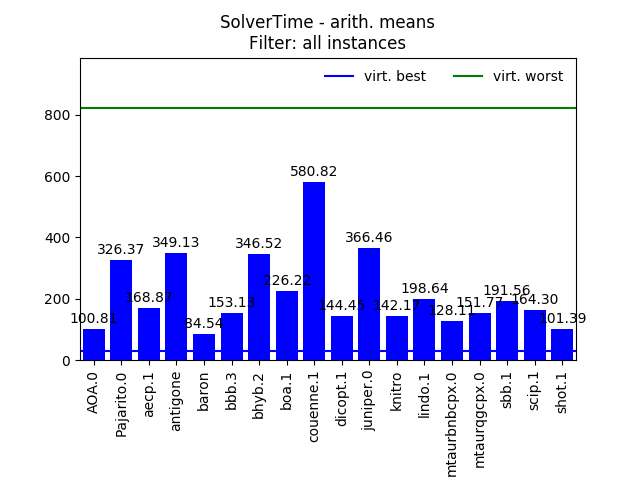 SolverTime - arith. means
Filter: all instances
virt. best
virt. worst
800
600
400
200
0
100.81
326.37
168.87
349.13
84.54
153.13
346.52
226.22
580.82
144.45
366.46
142.17
198.64
128.11
151.77
191.56
164.30
101.39
AOA.0
Pajarito.0
aecp.1
antigone
baron
bbb.3
bhyb.2
boa.1
couenne.1
dicopt.1
juniper.0
knitro
lindo.1
mtaurbnbcpx.0
mtaurqgcpx.0
sbb.1
scip.1
shot.1